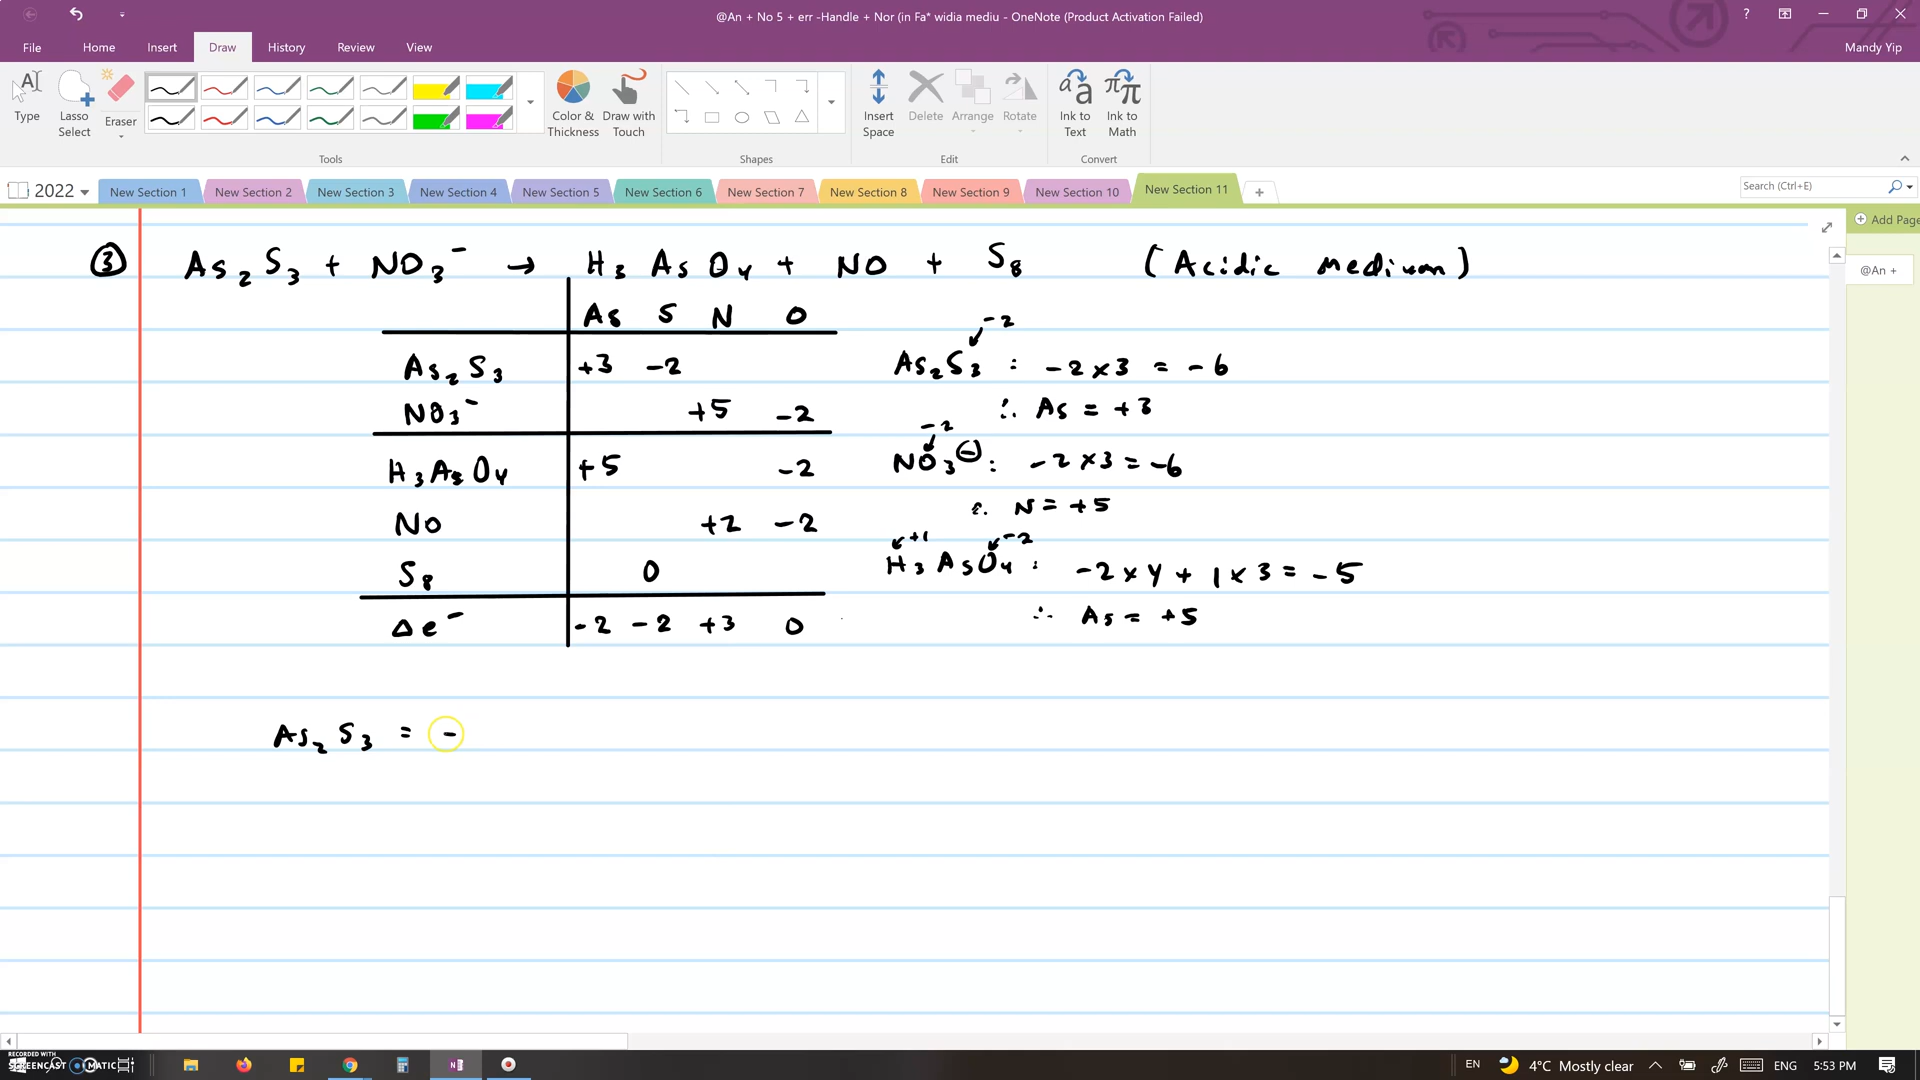 @An + No 5 + err -Handle + Nor (in Fa* widia mediu - OneNote (Product Activation Failed)
File Home Insert Draw History Review View Mandy Yip
Type Lasso Select Eraser Color & Thickness Draw with Touch Insert Space Delete Arrange Rotate Ink to Text Ink to Math
Tools Shapes Edit Convert
2022 New Section 1 New Section 2 New Section 3 New Section 4 New Section 5 New Section 6 New Section 7 New Section 8 New Section 9 New Section 10 New Section 11 Search (Ctrl+E)
Add Page
@An +
③ As₂S₃ + NO₃⁻ → H₃AsO₄ + NO + S₈ (Acidic medium)
As S N O
As₂S₃ +3 -2
NO₃⁻ +5 -2
H₃AsO₄ +5 -2
NO +2 -2
S₈ 0
Δe⁻ -2 -2 +3 0
-2
As₂S₃ : -2 × 3 = -6
∴ As = +3
-2
NO₃⁻ : -2 × 3 = -6
∴ N = +5
+1 -2
H₃AsO₄ : -2 × 4 + 1 × 3 = -5
∴ As = +5
As₂S₃ = -
RECORDED WITH
SCREENCAST MATIC
EN 4°C Mostly clear ENG 5:53 PM